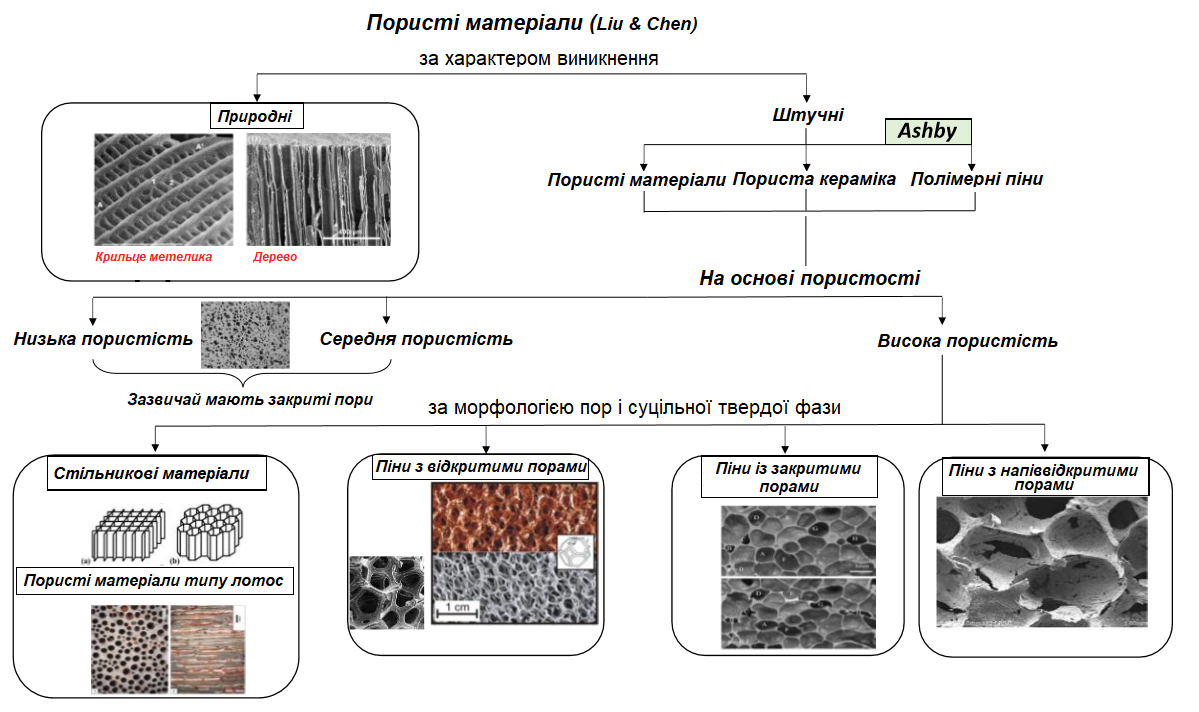 Пористі матеріали (Liu & Chen)
за характером виникнення
Природні
Штучні
Ashby
Пористі матеріали
Пориста кераміка
Полімерні піни
Крильце метелика
Дерево
На основі пористості
Низька пористість
Середня пористість
Висока пористість
Зазвичай мають закриті пори
за морфологією пор і суцільної твердої фази
Стільникові матеріали
(a)
(b)
Пористі матеріали типу лотос
Піни з відкритими порами
1 cm
Піни із закритими
порами
Піни з напіввідкритими
порами